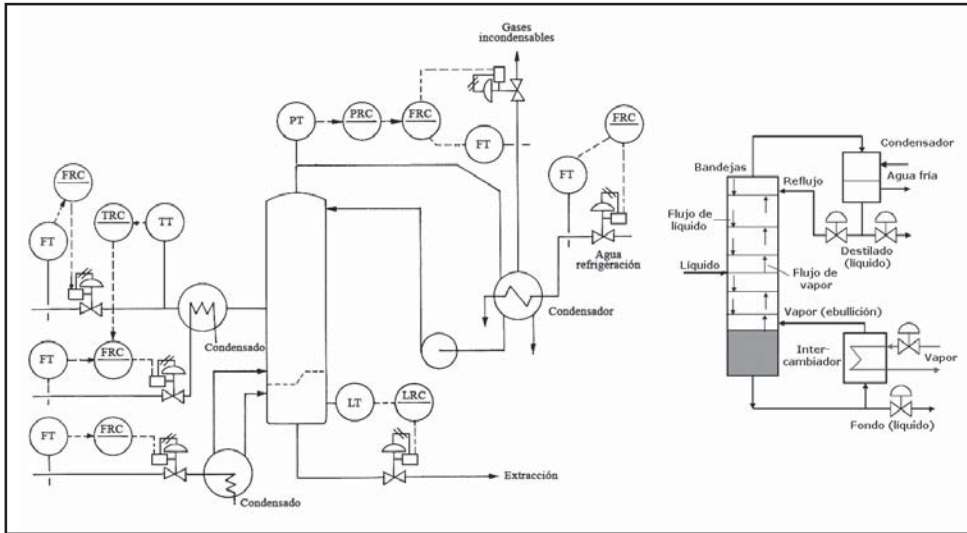 Gases
incondensables
PT
PRC
FRC
FT
FRC
FT
Agua
refrigeración
Condensador
FRC
TRC
TT
FT
Condensado
FT
FRC
FT
FRC
Condensado
LT
LRC
Extracción
Condensador
Agua fría
Bandejas
Reflujo
Flujo de
líquido
Destilado
(líquido)
Líquido
Flujo de
vapor
Vapor (ebullición)
Inter-
cambiador
Vapor
Fondo (líquido)